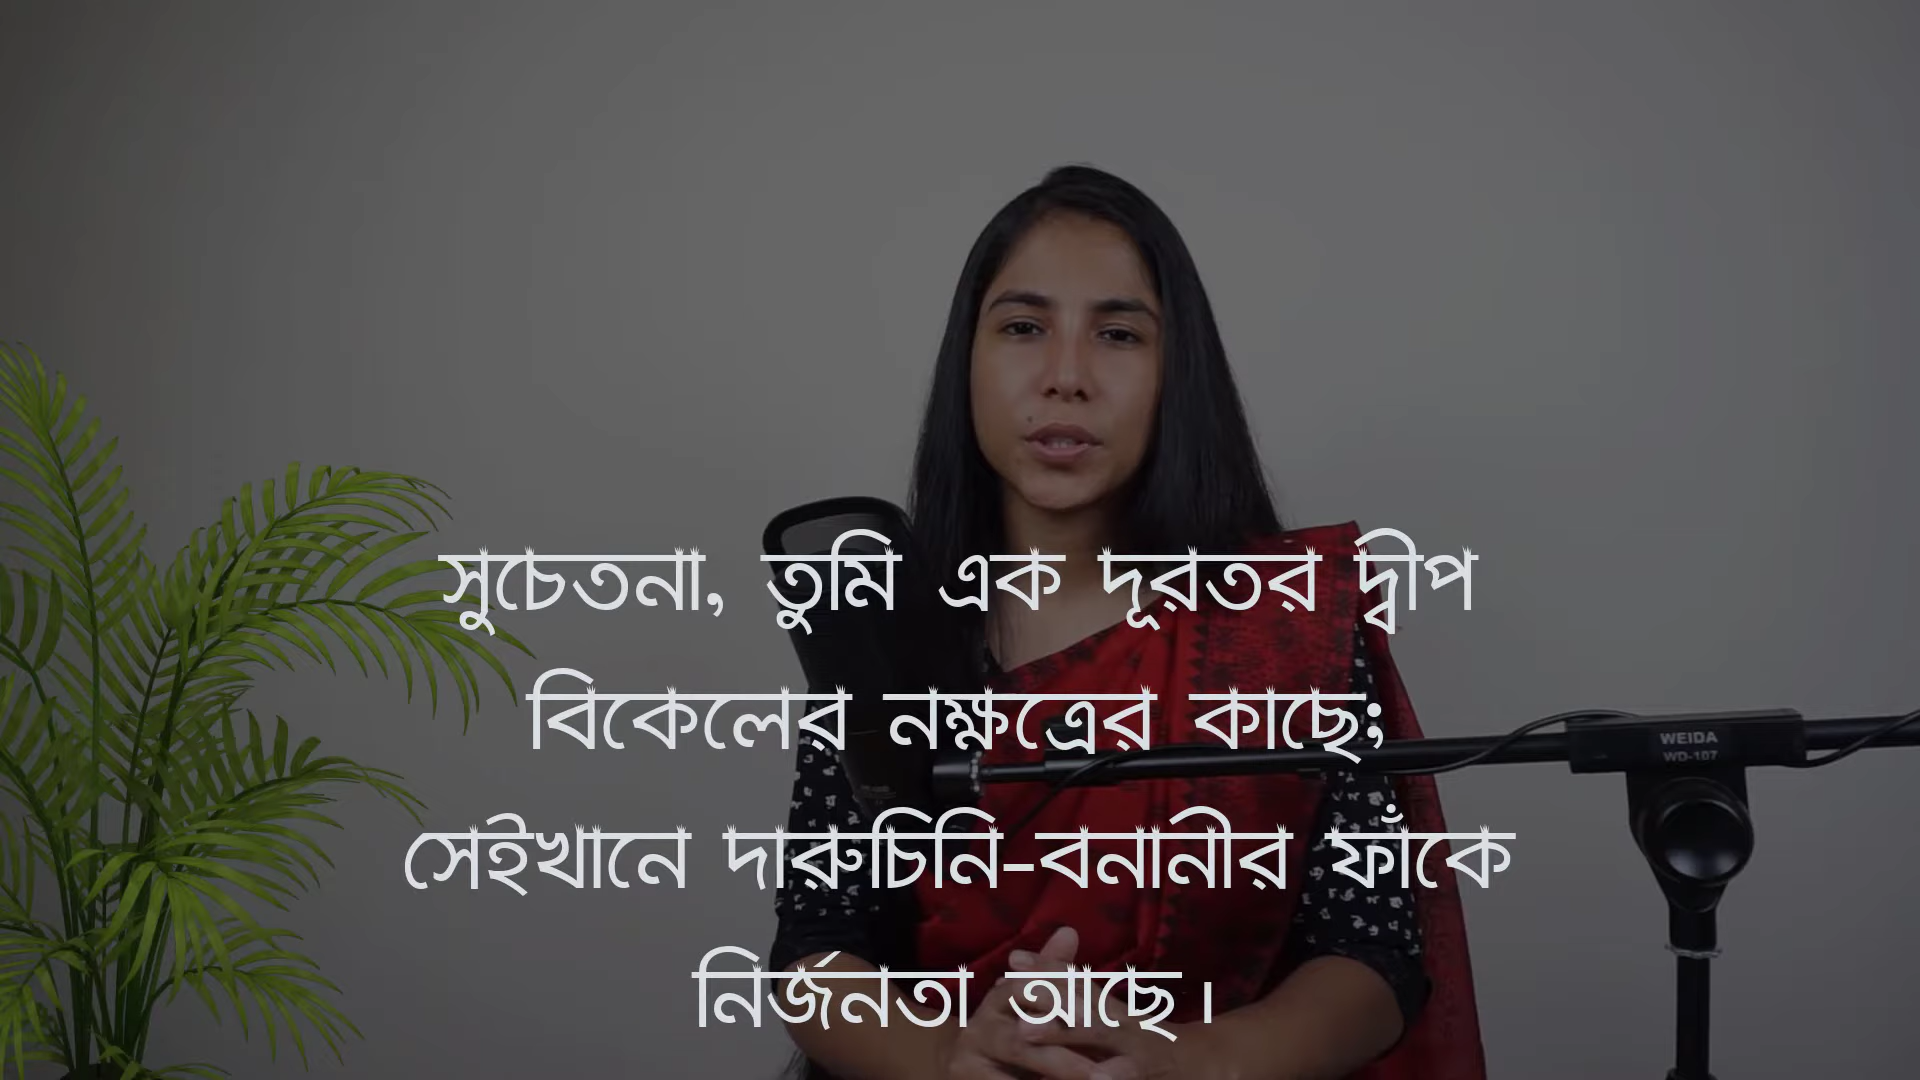 সুচেতনা, তুমি এক দূরতর দ্বীপ
বিকেলের নক্ষত্রের কাছে;
সেইখানে দারুচিনি-বনানীর ফাঁকে
নির্জনতা আছে।
WEIDA
WD-107